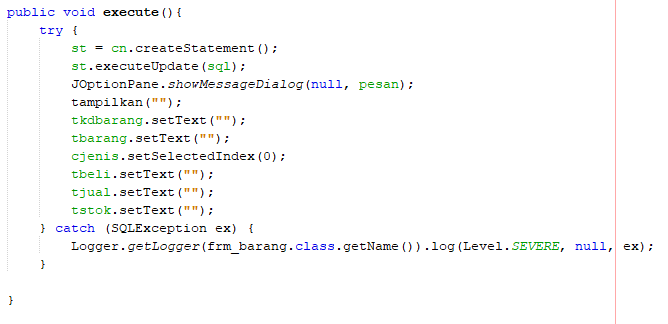 public void execute(){
try {
st = cn.createStatement();
st.executeUpdate(sql);
JOptionPane.showMessageDialog(null, pesan);
tampilkan("");
tkdbarang.setText("");
tbarang.setText("");
cjenis.setSelectedIndex(0);
tbeli.setText("");
tjual.setText("");
tstok.setText("");
} catch (SQLException ex) {
Logger.getLogger(frm_barang.class.getName()).log(Level.SEVERE, null, ex);
}
}